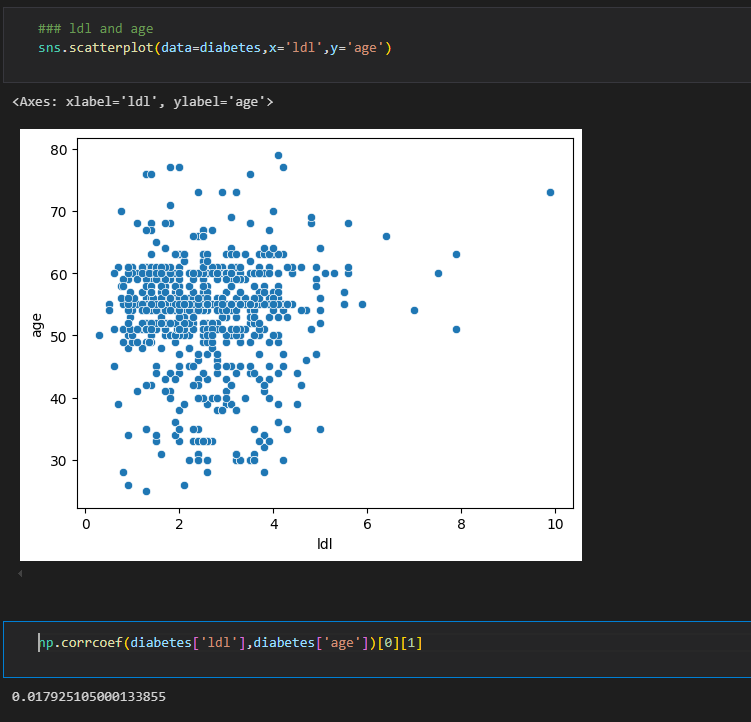 ### ldl and age
sns.scatterplot(data=diabetes,x='ldl',y='age')
<Axes: xlabel='ldl', ylabel='age'>
80
70
60
50
40
30
age
0 2 4 6 8 10
ldl
np.corrcoef(diabetes['ldl'],diabetes['age'])[0][1]
0.017925105000133855